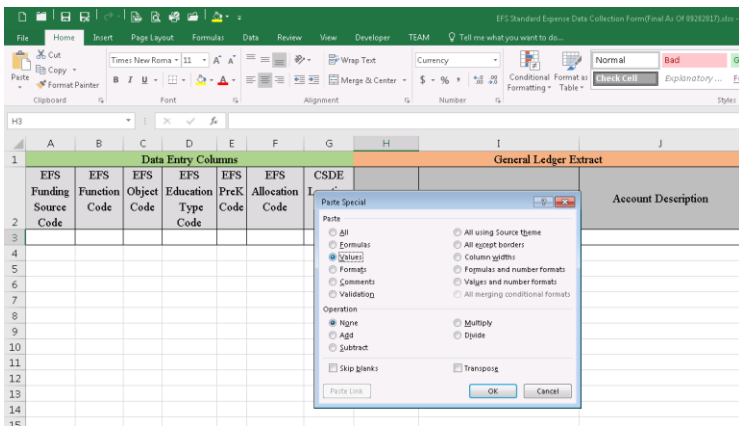 EFS Standard Expense Data Collection Form(Final As Of 09282017).xlsx -
File Home Insert Page Layout Formulas Data Review View Developer TEAM Tell me what you want to do...
Paste
Cut
Copy
Format Painter
Clipboard
Times New Roma 11 A A
B I U A
Font
Wrap Text
Merge & Center
Alignment
Currency
$ % ,
Number
Conditional Formatting
Format as Table
Normal Bad G
Check Cell Explanatory ...
Styles
H3 fx
A B C D E F G H I J
1 Data Entry Columns General Ledger Extract
2 EFS Funding Source Code
EFS Function Code
EFS Object Code
EFS Education Type Code
EFS PreK Code
EFS Allocation Code
CSDE
Account Description
3
4
5
6
7
8
9
10
11
12
13
14
15
Paste Special
Paste
All All using Source theme
Formulas All except borders
Values Column widths
Formats Formulas and number formats
Comments Values and number formats
Validation All merging conditional formats
Operation
None Multiply
Add Divide
Subtract
Skip blanks Transpose
Paste Link OK Cancel